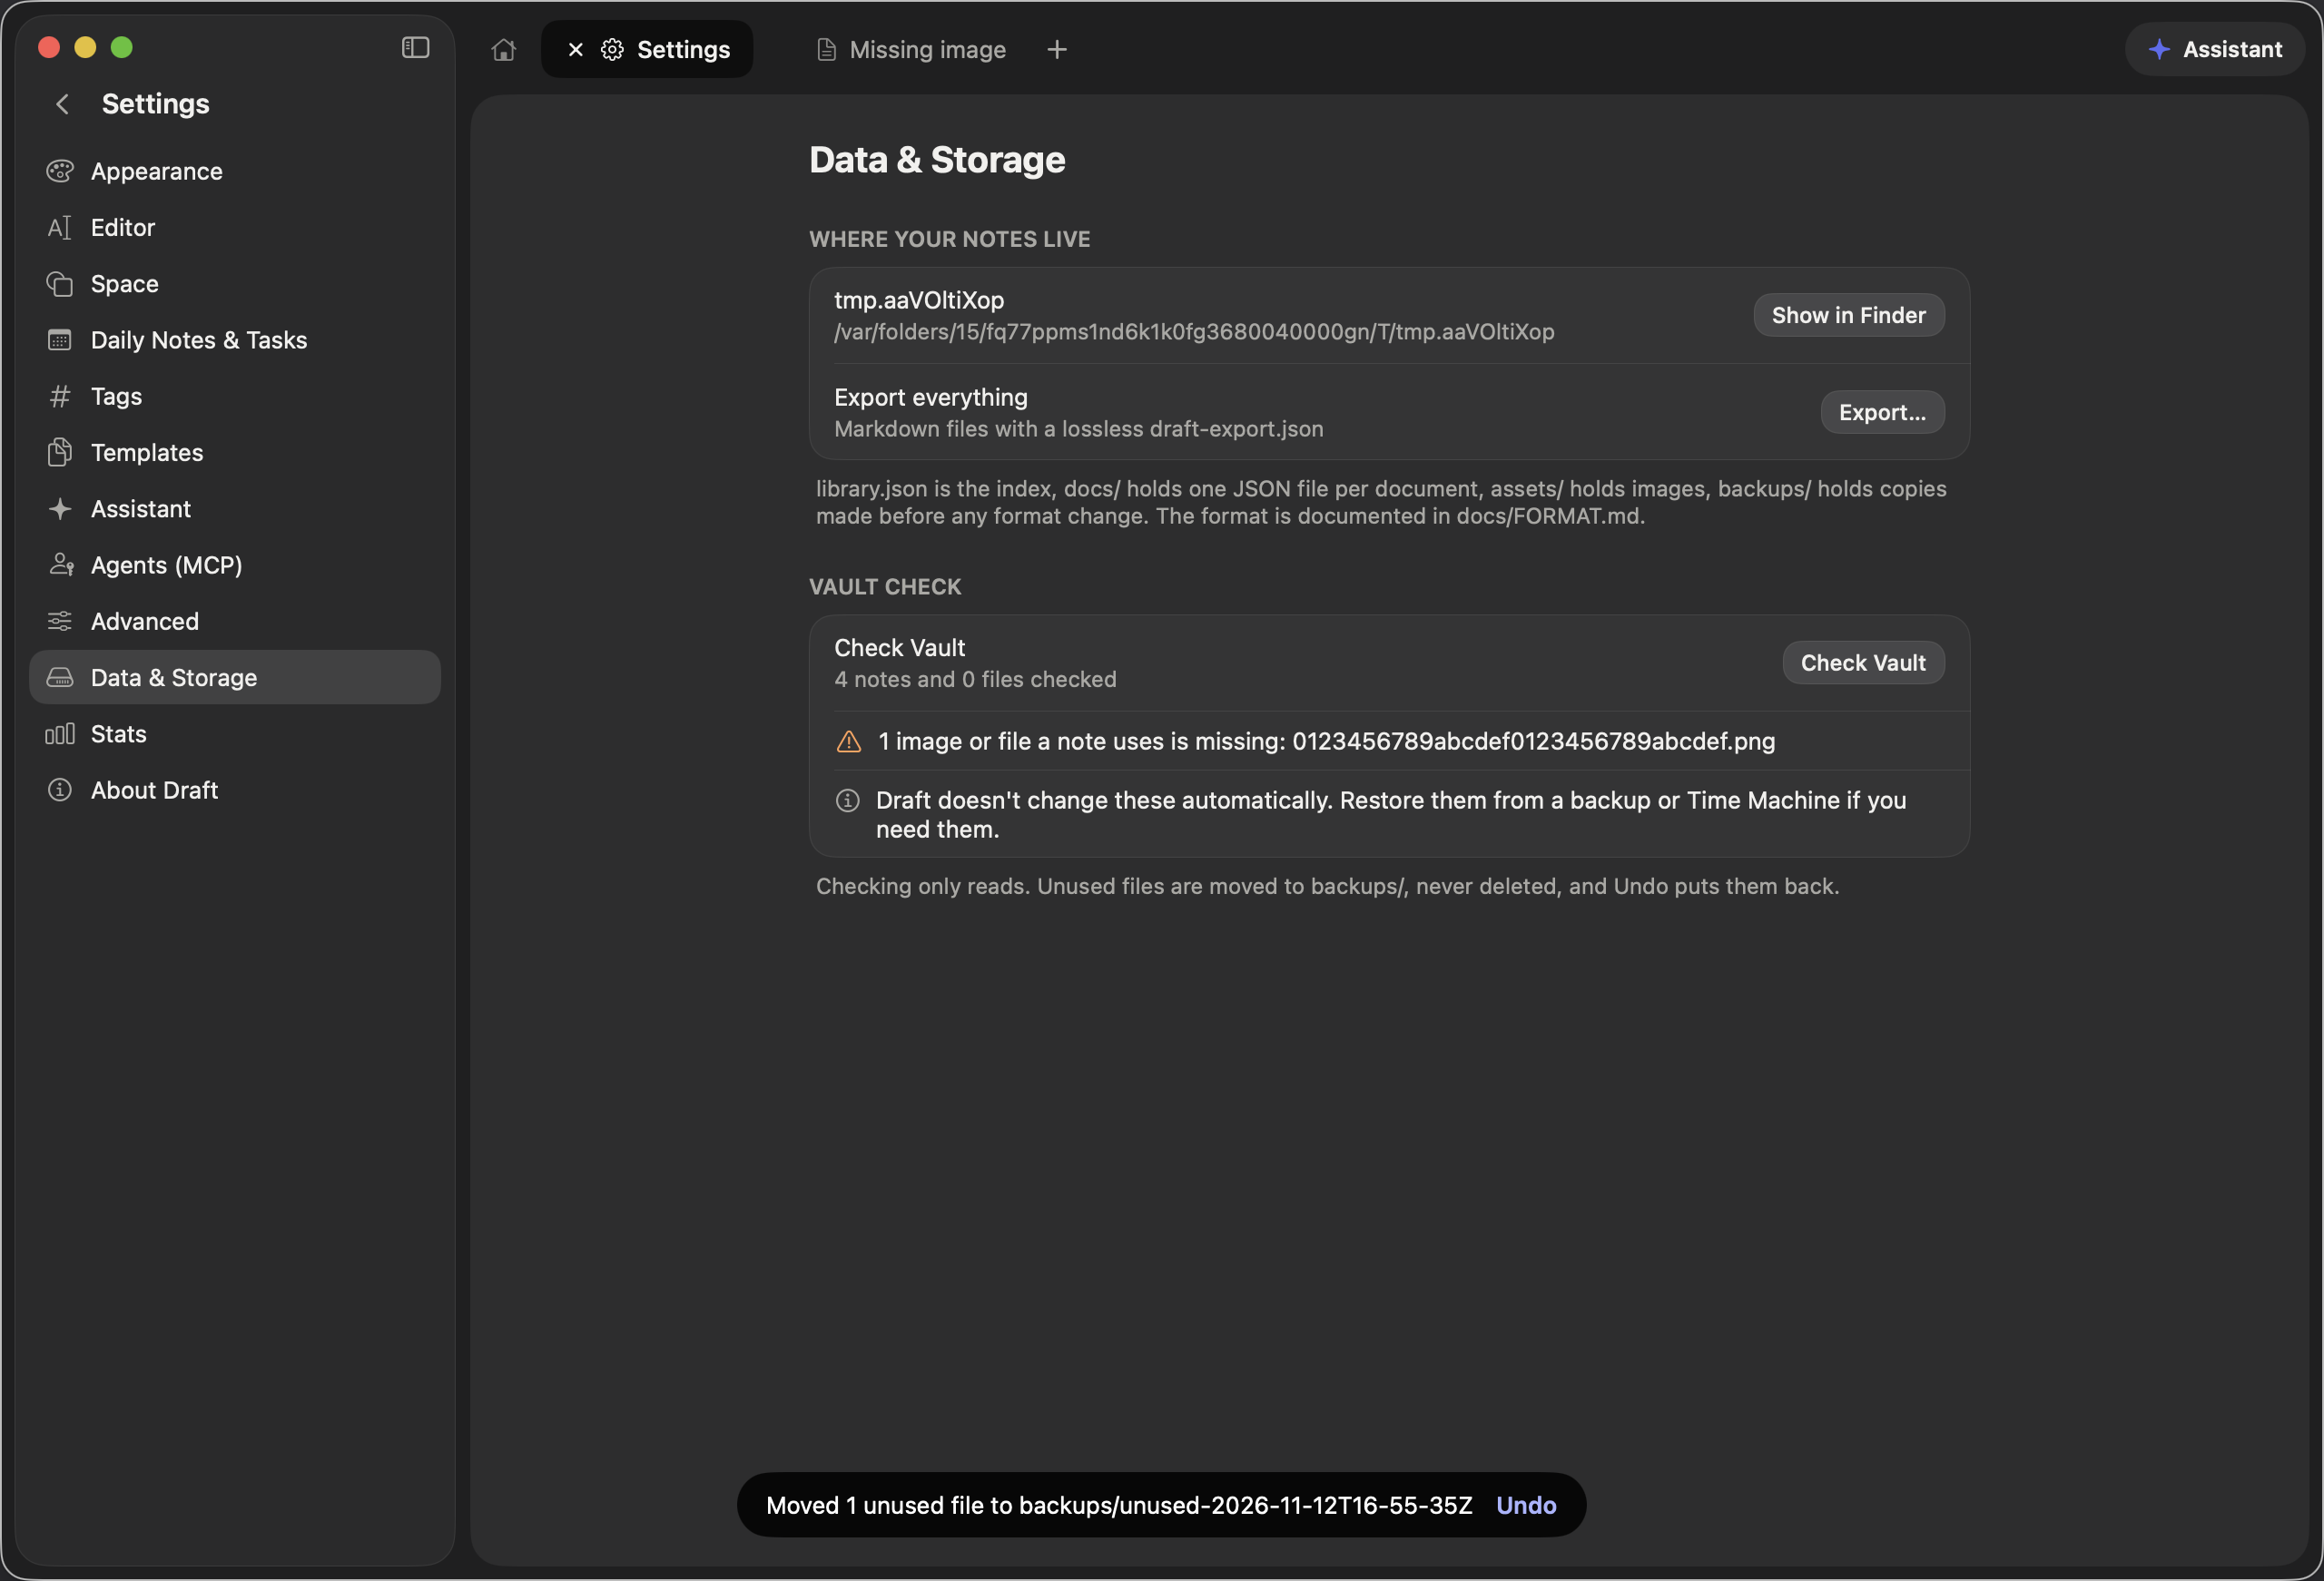 Settings
Missing image
Assistant
Settings
Appearance
Editor
Space
Daily Notes & Tasks
Tags
Templates
Assistant
Agents (MCP)
Advanced
Data & Storage
Stats
About Draft
Data & Storage
WHERE YOUR NOTES LIVE
tmp.aaVOltiXop
/var/folders/15/fq77ppms1nd6k1k0fg3680040000gn/T/tmp.aaVOltiXop
Show in Finder
Export everything
Markdown files with a lossless draft-export.json
Export...
library.json is the index, docs/ holds one JSON file per document, assets/ holds images, backups/ holds copies
made before any format change. The format is documented in docs/FORMAT.md.
VAULT CHECK
Check Vault
4 notes and 0 files checked
Check Vault
1 image or file a note uses is missing: 0123456789abcdef0123456789abcdef.png
Draft doesn't change these automatically. Restore them from a backup or Time Machine if you
need them.
Checking only reads. Unused files are moved to backups/, never deleted, and Undo puts them back.
Moved 1 unused file to backups/unused-2026-11-12T16-55-35Z Undo